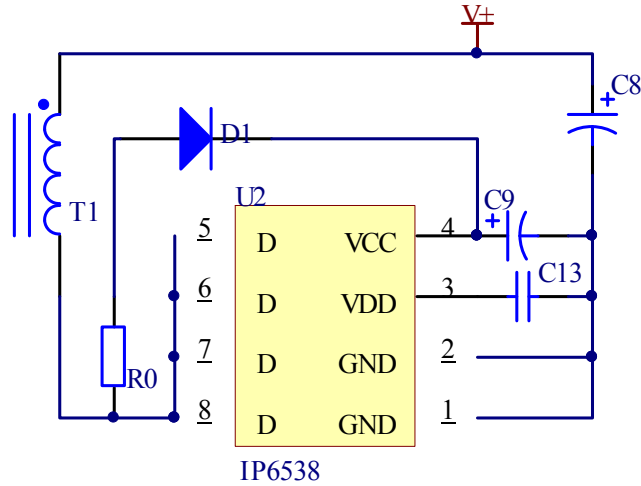 V+
C8
+
D1
U2
C9
+
T1
5 D VCC 4
C13
6 D VDD 3
7 D GND 2
R0
8 D GND 1
IP6538